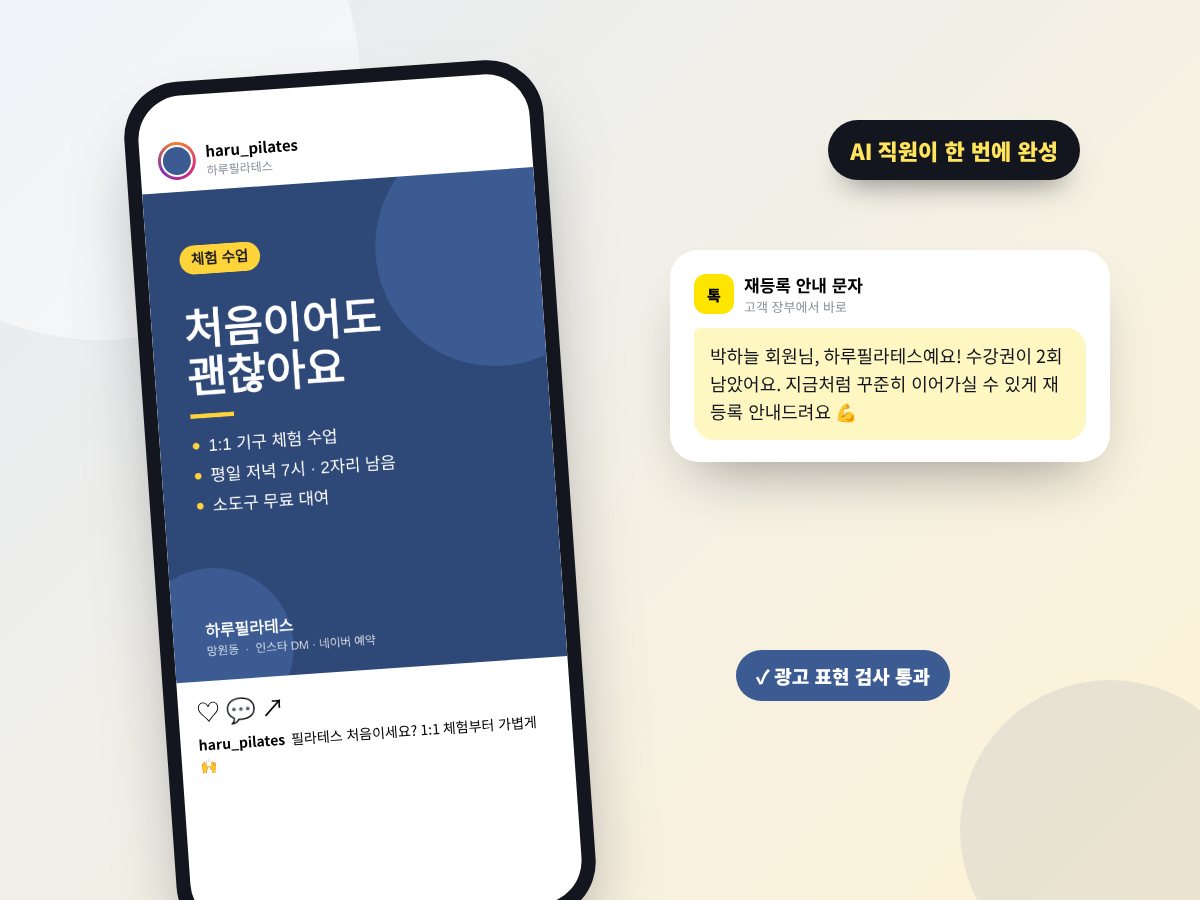 haru_pilates
하루필라테스
체험 수업
처음이어도
괜찮아요
1:1 기구 체험 수업
평일 저녁 7시 · 2자리 남음
소도구 무료 대여
하루필라테스
망원동 · 인스타 DM · 네이버 예약
haru_pilates 필라테스 처음이세요? 1:1 체험부터 가볍게
🙌
AI 직원이 한 번에 완성
톡
재등록 안내 문자
고객 장부에서 바로
박하늘 회원님, 하루필라테스예요! 수강권이 2회
남았어요. 지금처럼 꾸준히 이어가실 수 있게 재
등록 안내드려요 💪
✓ 광고 표현 검사 통과